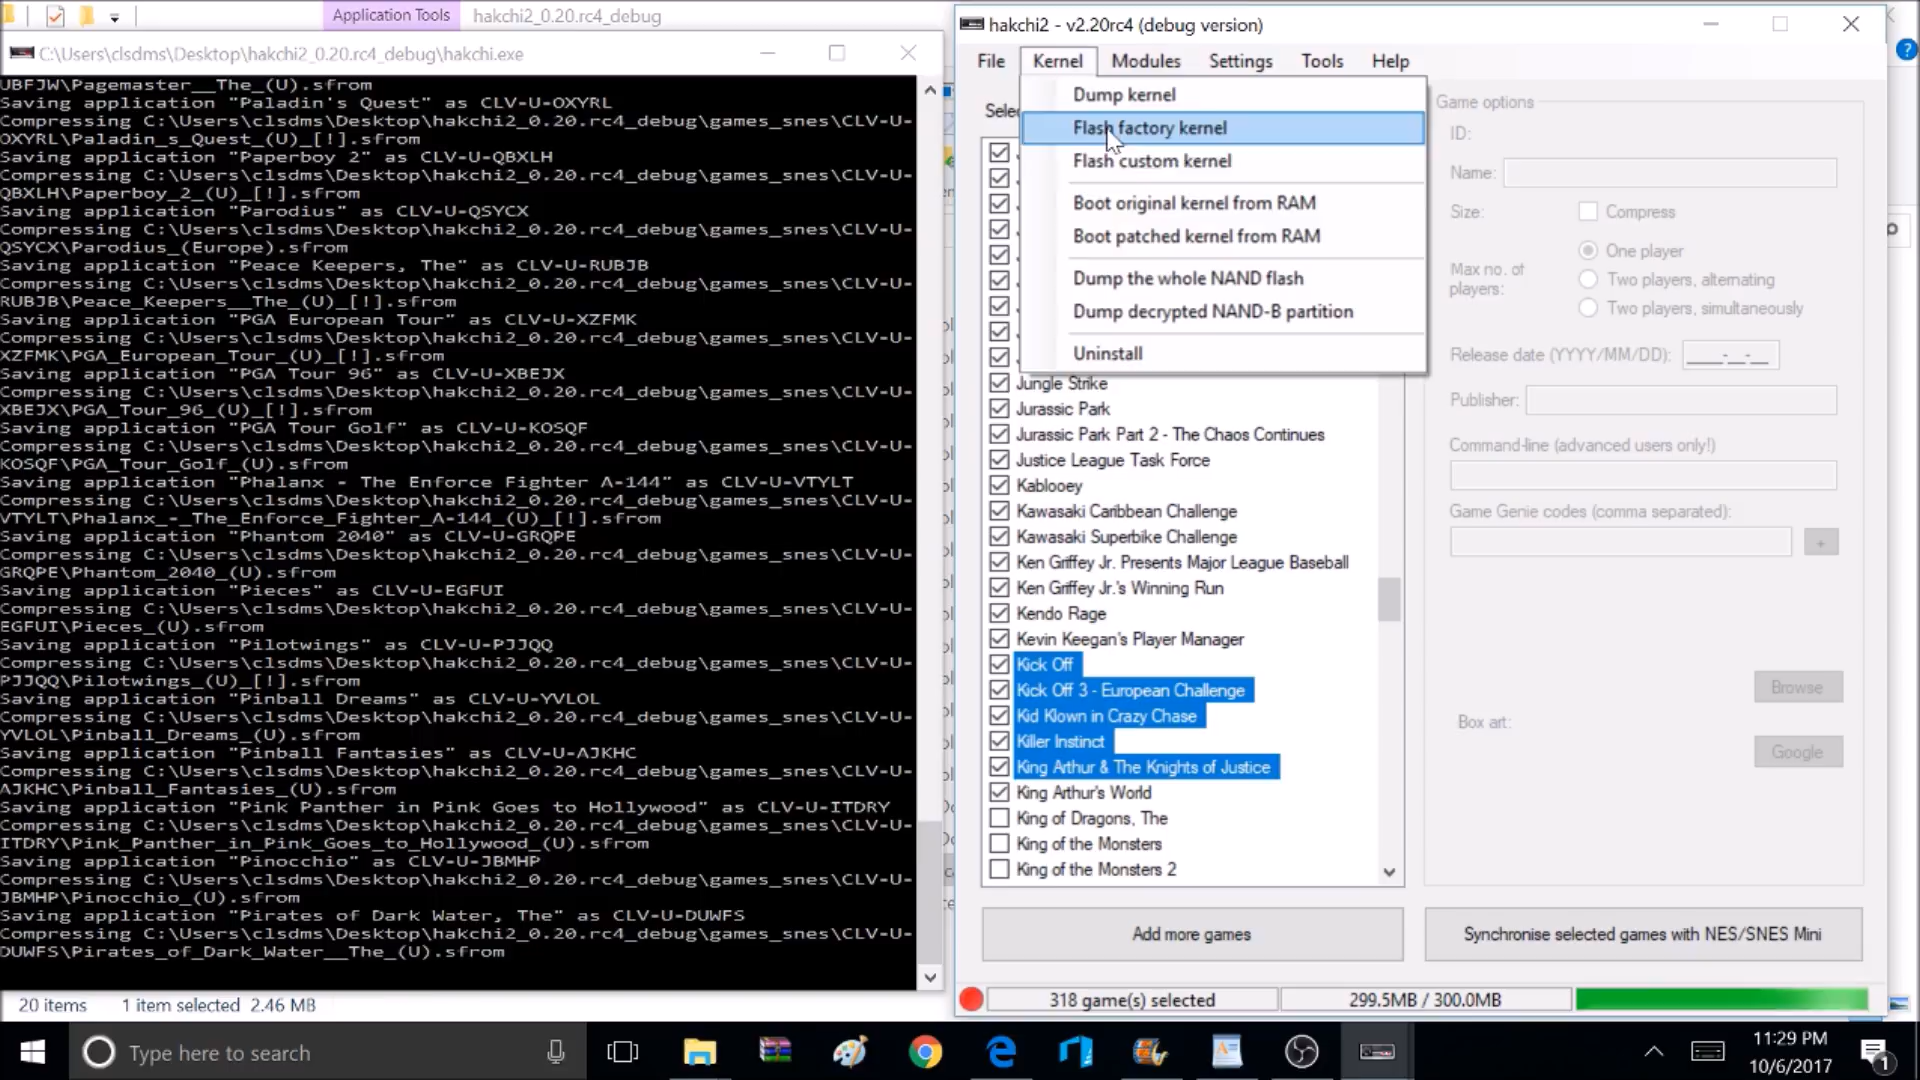 Application Tools
hakchi2_0.20.rc4_debug
C:\Users\clsdms\Desktop\hakchi2_0.20.rc4_debug\hakchi.exe
UBFJW\Pagemaster__The_(U).sfrom
Saving application "Paladin's Quest" as CLV-U-OXYRL
Compressing C:\Users\clsdms\Desktop\hakchi2_0.20.rc4_debug\games_snes\CLV-U-
OXYRL\Paladin_s_Quest_(U)_[!].sfrom
Saving application "Paperboy 2" as CLV-U-QBXLH
Compressing C:\Users\clsdms\Desktop\hakchi2_0.20.rc4_debug\games_snes\CLV-U-
QBXLH\Paperboy_2_(U)_[!].sfrom
Saving application "Parodius" as CLV-U-QSYCX
Compressing C:\Users\clsdms\Desktop\hakchi2_0.20.rc4_debug\games_snes\CLV-U-
QSYCX\Parodius_(Europe).sfrom
Saving application "Peace Keepers, The" as CLV-U-RUBJB
Compressing C:\Users\clsdms\Desktop\hakchi2_0.20.rc4_debug\games_snes\CLV-U-
RUBJB\Peace_Keepers__The_(U)_[!].sfrom
Saving application "PGA European Tour" as CLV-U-XZFMK
Compressing C:\Users\clsdms\Desktop\hakchi2_0.20.rc4_debug\games_snes\CLV-U-
XZFMK\PGA_European_Tour_(U)_[!].sfrom
Saving application "PGA Tour 96" as CLV-U-XBEJX
Compressing C:\Users\clsdms\Desktop\hakchi2_0.20.rc4_debug\games_snes\CLV-U-
XBEJX\PGA_Tour_96_(U)_[!].sfrom
Saving application "PGA Tour Golf" as CLV-U-KOSQF
Compressing C:\Users\clsdms\Desktop\hakchi2_0.20.rc4_debug\games_snes\CLV-U-
KOSQF\PGA_Tour_Golf_(U).sfrom
Saving application "Phalanx - The Enforce Fighter A-144" as CLV-U-VTYLT
Compressing C:\Users\clsdms\Desktop\hakchi2_0.20.rc4_debug\games_snes\CLV-U-
VTYLT\Phalanx_-_The_Enforce_Fighter_A-144_(U)_[!].sfrom
Saving application "Phantom 2040" as CLV-U-GRQPE
Compressing C:\Users\clsdms\Desktop\hakchi2_0.20.rc4_debug\games_snes\CLV-U-
GRQPE\Phantom_2040_(U).sfrom
Saving application "Pieces" as CLV-U-EGFUI
Compressing C:\Users\clsdms\Desktop\hakchi2_0.20.rc4_debug\games_snes\CLV-U-
EGFUI\Pieces_(U).sfrom
Saving application "Pilotwings" as CLV-U-PJJQQ
Compressing C:\Users\clsdms\Desktop\hakchi2_0.20.rc4_debug\games_snes\CLV-U-
PJJQQ\Pilotwings_(U)_[!].sfrom
Saving application "Pinball Dreams" as CLV-U-YVLOL
Compressing C:\Users\clsdms\Desktop\hakchi2_0.20.rc4_debug\games_snes\CLV-U-
YVLOL\Pinball_Dreams_(U).sfrom
Saving application "Pinball Fantasies" as CLV-U-AJKHC
Compressing C:\Users\clsdms\Desktop\hakchi2_0.20.rc4_debug\games_snes\CLV-U-
AJKHC\Pinball_Fantasies_(U).sfrom
Saving application "Pink Panther in Pink Goes to Hollywood" as CLV-U-ITDRY
Compressing C:\Users\clsdms\Desktop\hakchi2_0.20.rc4_debug\games_snes\CLV-U-
ITDRY\Pink_Panther_in_Pink_Goes_to_Hollywood_(U).sfrom
Saving application "Pinocchio" as CLV-U-JBMHP
Compressing C:\Users\clsdms\Desktop\hakchi2_0.20.rc4_debug\games_snes\CLV-U-
JBMHP\Pinocchio_(U).sfrom
Saving application "Pirates of Dark Water, The" as CLV-U-DUWFS
Compressing C:\Users\clsdms\Desktop\hakchi2_0.20.rc4_debug\games_snes\CLV-U-
DUWFS\Pirates_of_Dark_Water__The_(U).sfrom
20 items 1 item selected 2.46 MB
hakchi2 - v2.20rc4 (debug version)
File Kernel Modules Settings Tools Help
Dump kernel
Flash factory kernel
Flash custom kernel
Boot original kernel from RAM
Boot patched kernel from RAM
Dump the whole NAND flash
Dump decrypted NAND-B partition
Uninstall
Jungle Strike
Jurassic Park
Jurassic Park Part 2 - The Chaos Continues
Justice League Task Force
Kablooey
Kawasaki Caribbean Challenge
Kawasaki Superbike Challenge
Ken Griffey Jr. Presents Major League Baseball
Ken Griffey Jr.'s Winning Run
Kendo Rage
Kevin Keegan's Player Manager
Kick Off
Kick Off 3 - European Challenge
Kid Klown in Crazy Chase
Killer Instinct
King Arthur & The Knights of Justice
King Arthur's World
King of Dragons, The
King of the Monsters
King of the Monsters 2
Game options
ID:
Name:
Size: Compress
Max no. of
players:
One player
Two players, alternating
Two players, simultaneously
Release date (YYYY/MM/DD): ____-__-__
Publisher:
Command-line (advanced users only!)
Game Genie codes (comma separated):
+
Box art:
Browse
Google
Add more games
Synchronise selected games with NES/SNES Mini
318 game(s) selected
299.5MB / 300.0MB
Type here to search
11:29 PM
10/6/2017
1